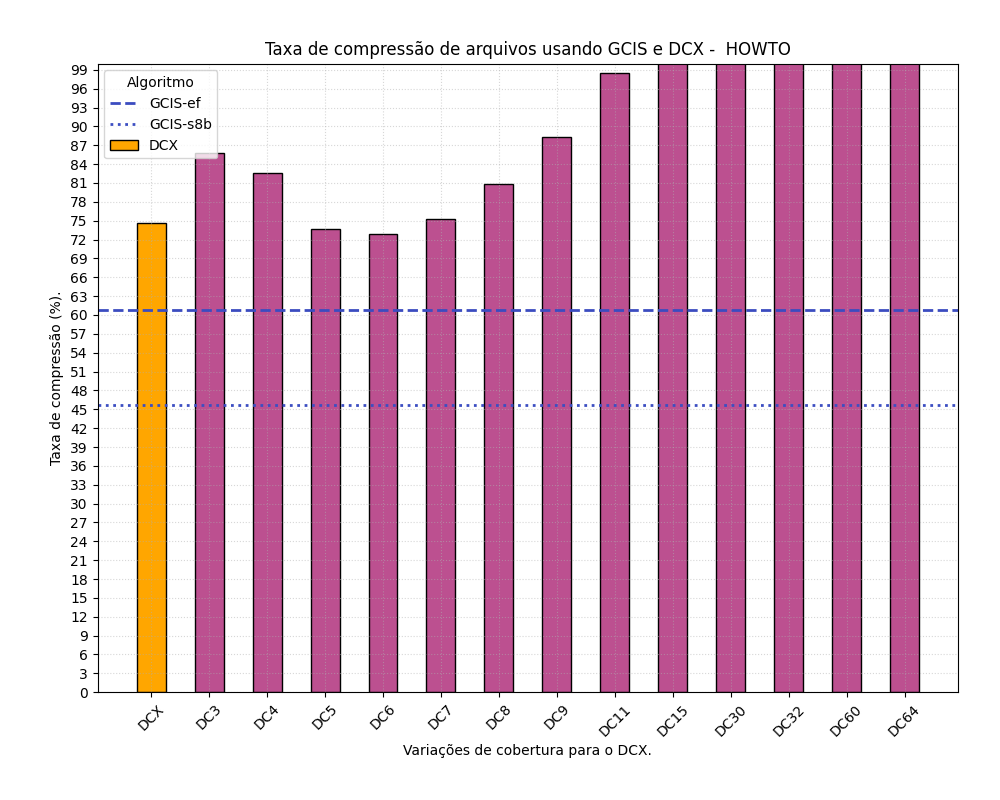 Taxa de compressão de arquivos usando GCIS e DCX -  HOWTO
Algoritmo
GCIS-ef
GCIS-s8b
DCX
99
96
93
90
87
84
81
78
75
72
69
66
63
60
57
54
51
48
45
42
39
36
33
30
27
24
21
18
15
12
9
6
3
0
Taxa de compressão (%).
DCX
DC3
DC4
DC5
DC6
DC7
DC8
DC9
DC11
DC15
DC30
DC32
DC60
DC64
Variações de cobertura para o DCX.